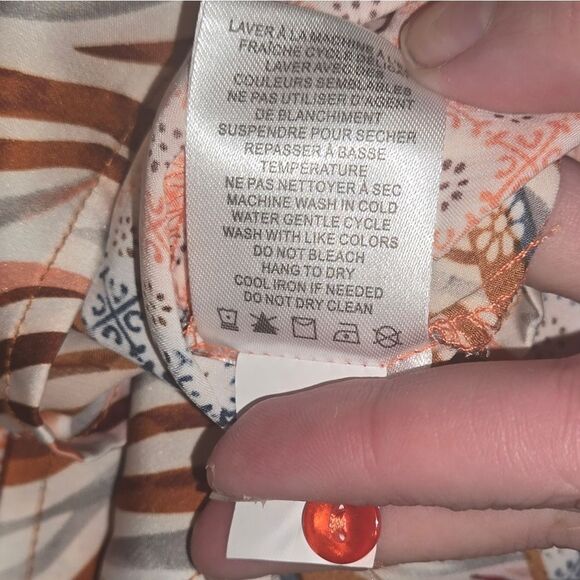 LAVER À LA MACHINE À L'
FRAÎCHE CYCLE DÉLICAT
LAVER AVEC DES
COULEURS SEMBLABLES
NE PAS UTILISER D'AGENT
DE BLANCHIMENT
SUSPENDRE POUR SECHER
REPASSER À BASSE
TEMPERATURE
NE PAS NETTOYER À SEC
MACHINE WASH IN COLD
WATER GENTLE CYCLE
WASH WITH LIKE COLORS
DO NOT BLEACH
HANG TO DRY
COOL IRON IF NEEDED
DO NOT DRY CLEAN